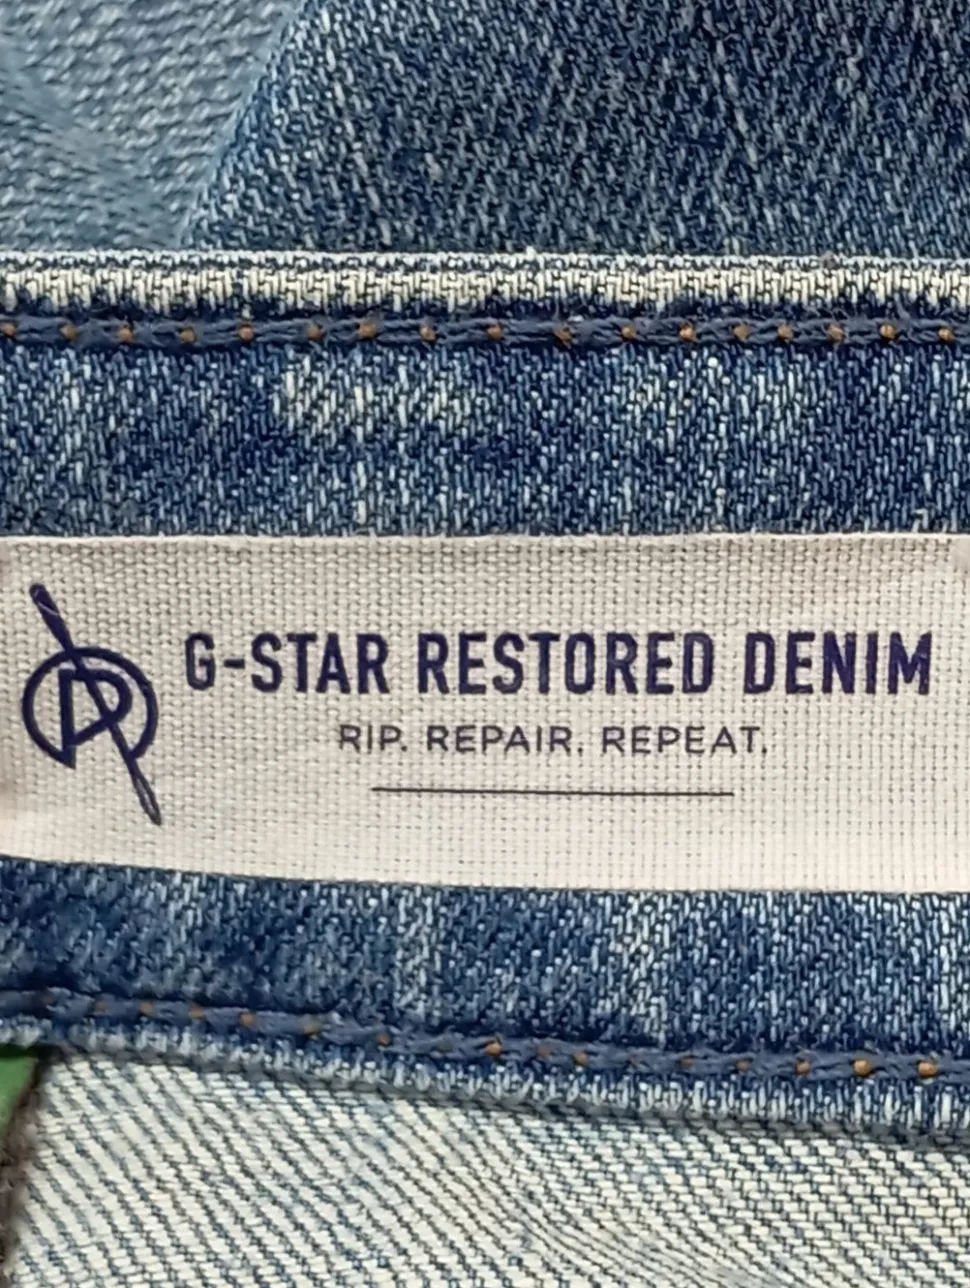 G-STAR RESTORED DENIM
RIP. REPAIR. REPEAT.